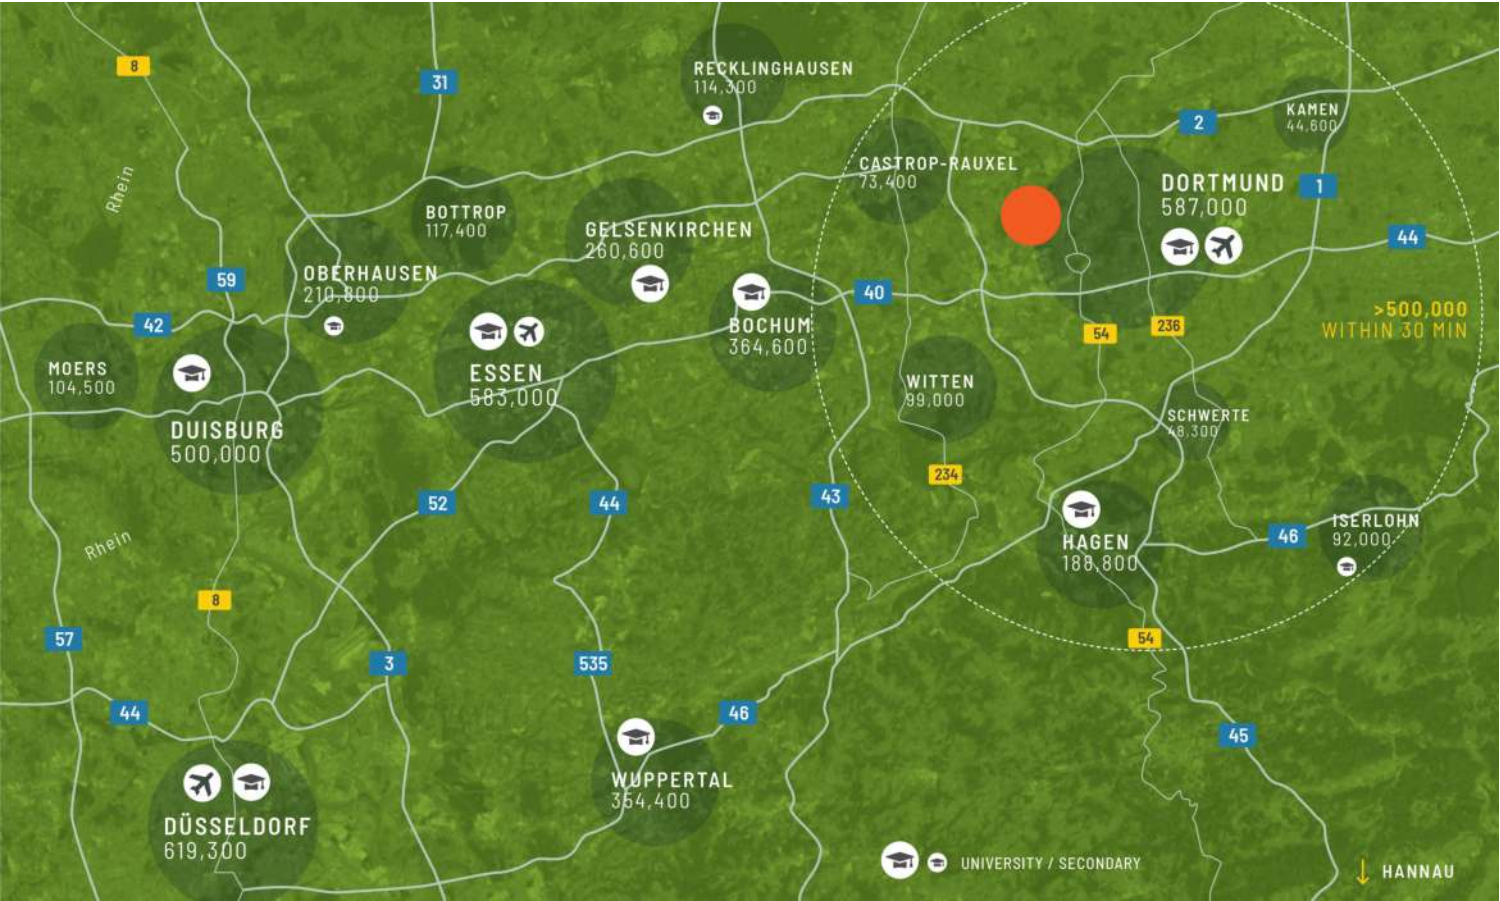 8
31
RECKLINGHAUSEN
114,300
2
KAMEN
44,600
Rhein
CASTROP-RAUXEL
73,400
DORTMUND
587,000
1
BOTTROP
117,400
GELSENKIRCHEN
260,600
44
OBERHAUSEN
210,800
59
40
42
BOCHUM
364,600
54
236
>500,000
WITHIN 30 MIN
MOERS
104,500
ESSEN
583,000
WITTEN
99,000
DUISBURG
500,000
SCHWERTE
48,300
234
52
44
43
Rhein
HAGEN
188,800
46
ISERLOHN
92,000
8
57
3
535
54
44
46
45
WUPPERTAL
354,400
DÜSSELDORF
619,300
UNIVERSITY / SECONDARY
HANNAU